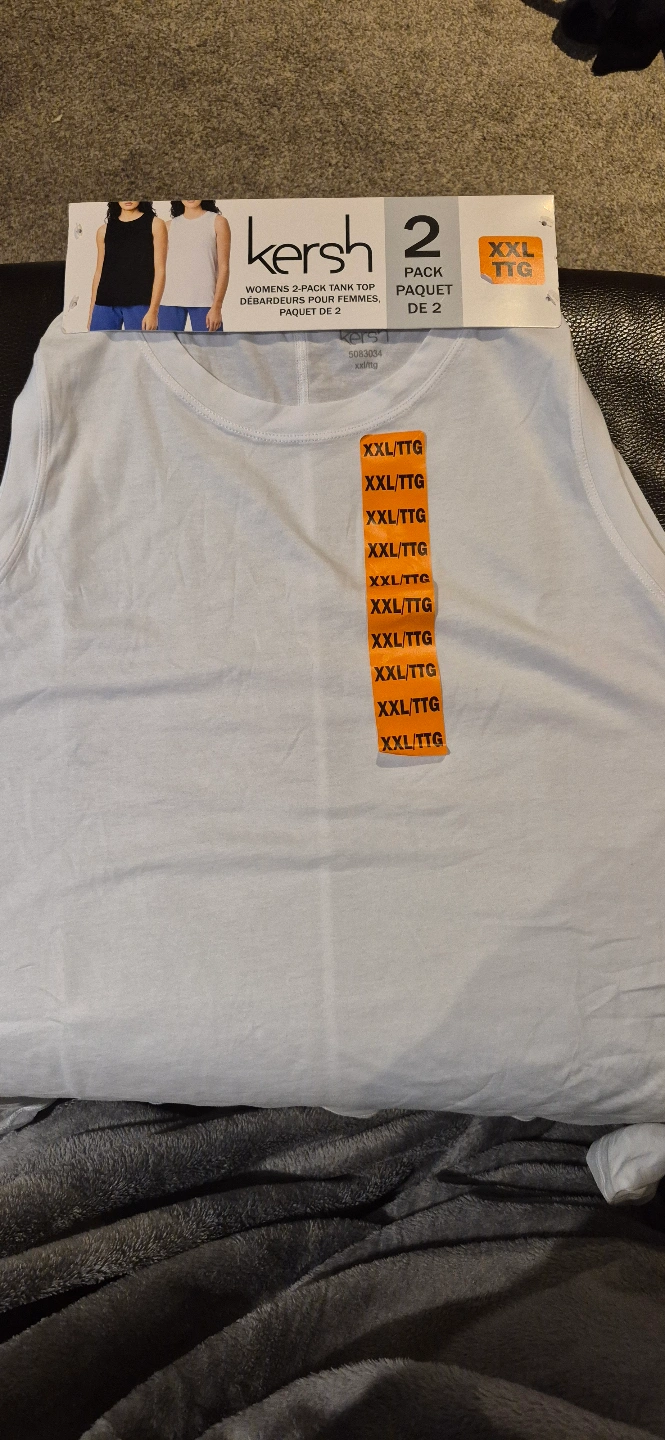 kersh
WOMENS 2-PACK TANK TOP
DÉBARDEURS POUR FEMMES,
PAQUET DE 2
2
PACK
PAQUET
DE 2
XXL
TTG
kersh
5083034
xxl/ttg
XXL/TTG
XXL/TTG
XXL/TTG
XXL/TTG
XXL/TTG
XXL/TTG
XXL/TTG
XXL/TTG
XXL/TTG
XXL/TTG